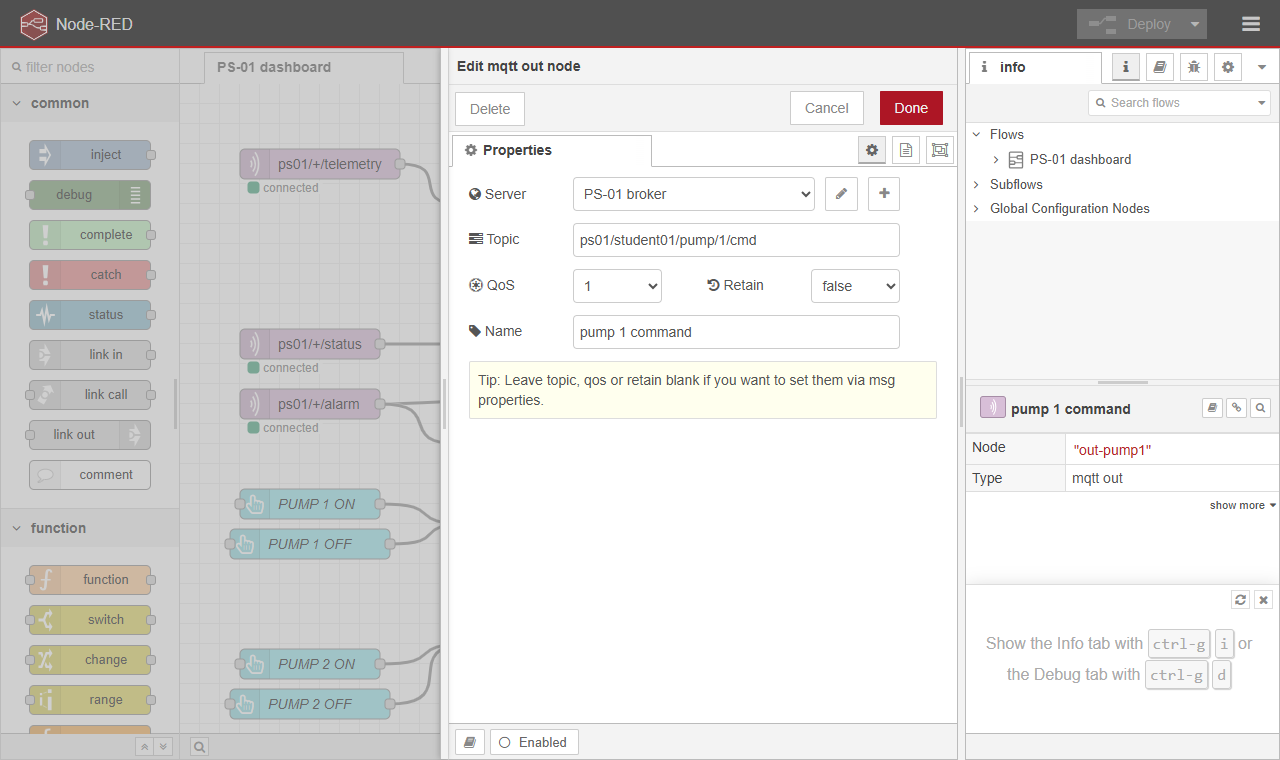 Node-RED
Deploy
filter nodes
common
inject
debug
complete
catch
status
link in
link call
link out
comment
function
function
switch
change
range
PS-01 dashboard
ps01/+/telemetry
connected
ps01/+/status
connected
ps01/+/alarm
connected
PUMP 1 ON
PUMP 1 OFF
PUMP 2 ON
PUMP 2 OFF
Edit mqtt out node
Delete
Cancel
Done
Properties
Server
PS-01 broker
Topic
ps01/student01/pump/1/cmd
QoS
1
Retain
false
Name
pump 1 command
Tip: Leave topic, qos or retain blank if you want to set them via msg
properties.
Enabled
i info
i
Search flows
Flows
PS-01 dashboard
Subflows
Global Configuration Nodes
pump 1 command
Node "out-pump1"
Type mqtt out
show more
Show the Info tab with ctrl-g i or
the Debug tab with ctrl-g d